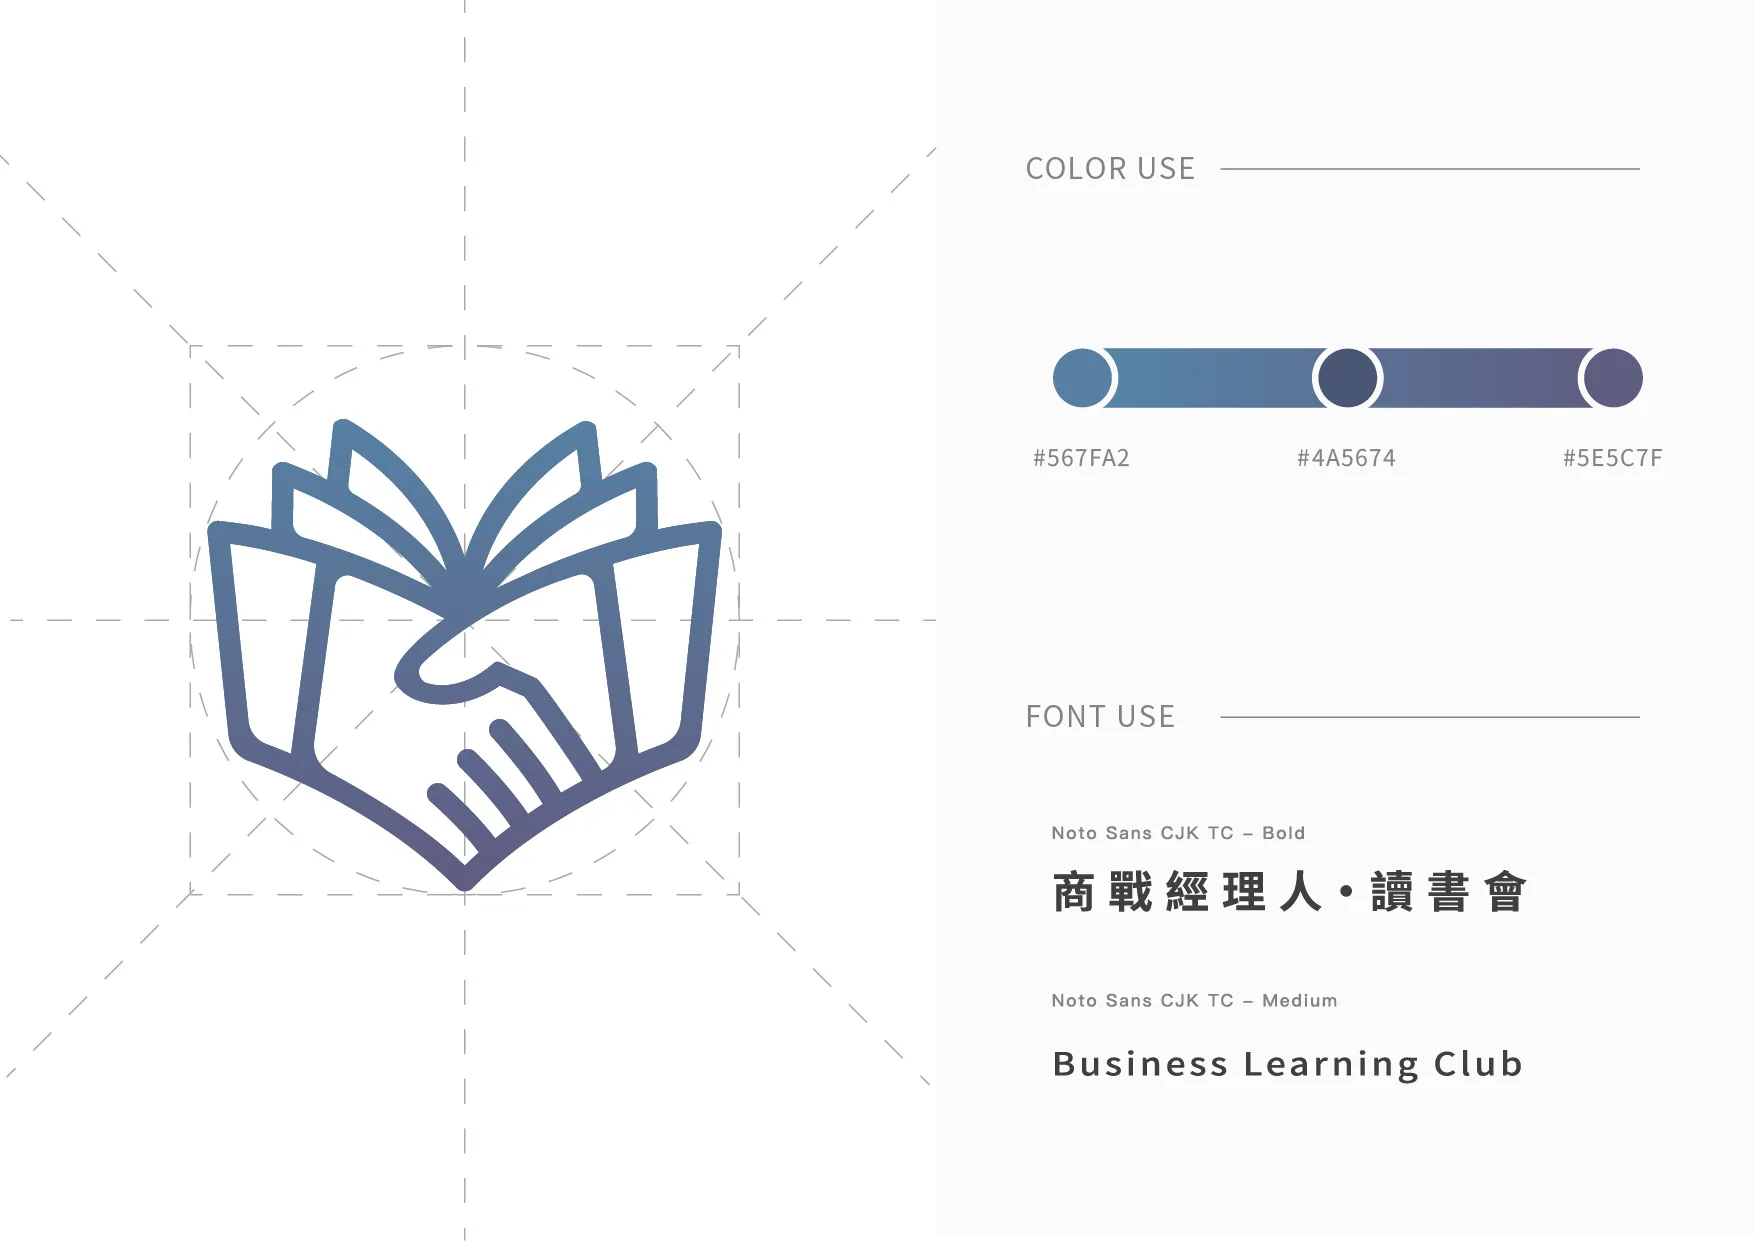 COLOR USE
#567FA2
#4A5674
#5E5C7F
FONT USE
Noto Sans CJK TC – Bold
商戰經理人•讀書會
Noto Sans CJK TC – Medium
Business Learning Club